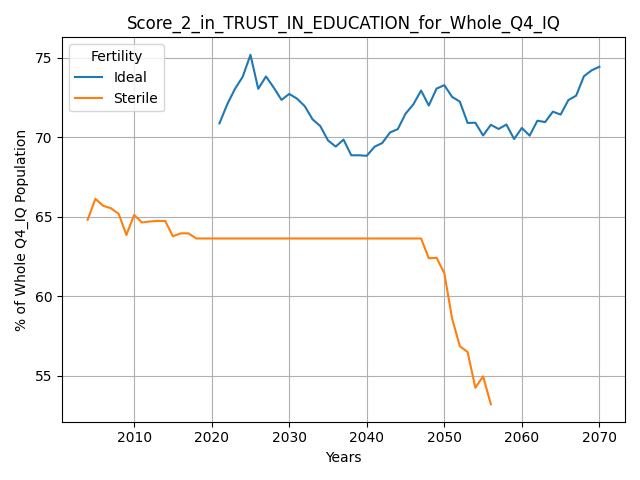 Score_2_in_TRUST_IN_EDUCATION_for_Whole_Q4_IQ
Fertility
Ideal
Sterile
% of Whole Q4_IQ Population
75
70
65
60
55
2010 2020 2030 2040 2050 2060 2070
Years